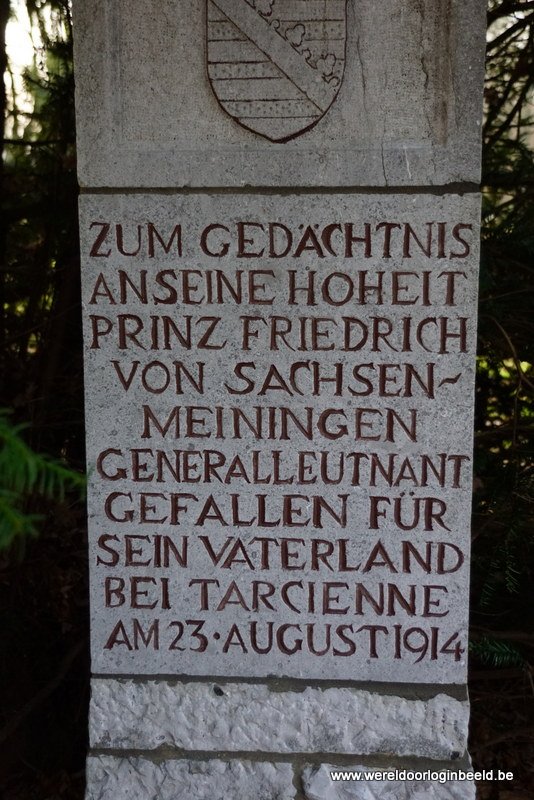 ZUM GEDÄCHTNIS
AN SEINE HOHEIT
PRINZ FRIEDRICH
VON SACHSEN~
MEININGEN
GENERALLEUTNANT
GEFALLEN FÜR
SEIN VATERLAND
BEI TARCIENNE
AM 23·AUGUST 1914
www.wereldoorloginbeeld.be